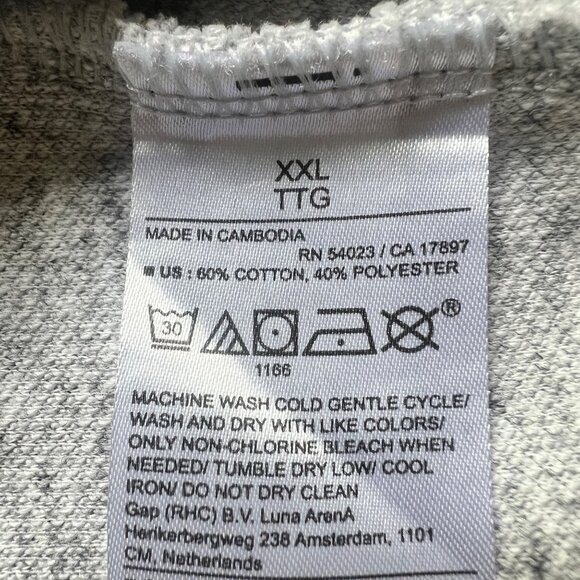 XXL
TTG
MADE IN CAMBODIA
RN 54023 / CA 17897
US : 60% COTTON, 40% POLYESTER
30
®
1166
MACHINE WASH COLD GENTLE CYCLE/
WASH AND DRY WITH LIKE COLORS/
ONLY NON-CHLORINE BLEACH WHEN
NEEDED/ TUMBLE DRY LOW/ COOL
IRON/ DO NOT DRY CLEAN
Gap (RHC) B.V. Luna ArenA
Herikerbergweg 238 Amsterdam, 1101
CM, Netherlands